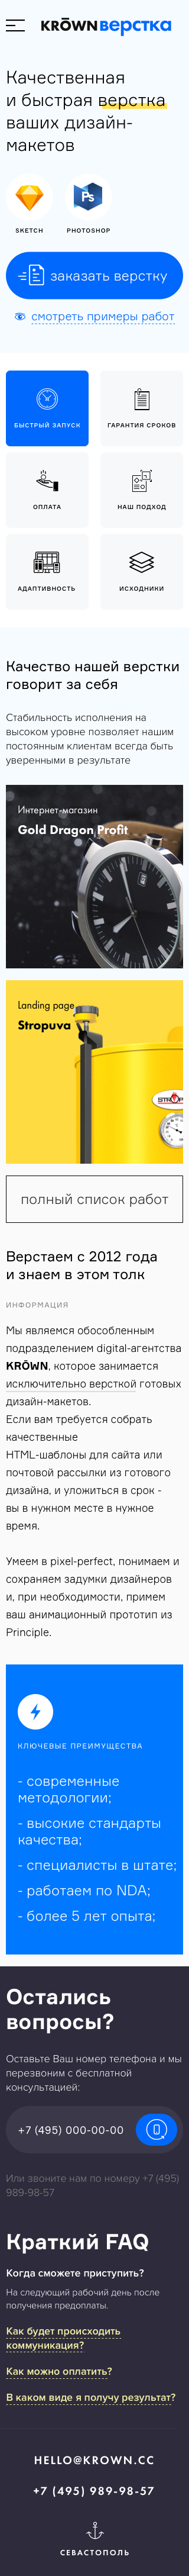 KRŌWNверстка
Качественная
и быстрая верстка
ваших дизайн-
макетов
Ps
SKETCH
PHOTOSHOP
заказать верстку
смотреть примеры работ
БЫСТРЫЙ ЗАПУСК
ГАРАНТИЯ СРОКОВ
ОПЛАТА
НАШ ПОДХОД
АДАПТИВНОСТЬ
ИСХОДНИКИ
Качество нашей верстки
говорит за себя
Стабильность исполнения на
высоком уровне позволяет нашим
постоянным клиентам всегда быть
уверенными в результате
Интернет-магазин
Gold Dragon Profit
Landing page
Stropuva
полный список работ
Верстаем с 2012 года
и знаем в этом толк
ИНФОРМАЦИЯ
Мы являемся обособленным
подразделением digital-агентства
KRŌWN, которое занимается
исключительно версткой готовых
дизайн-макетов.
Если вам требуется собрать
качественные
HTML-шаблоны для сайта или
почтовой рассылки из готового
дизайна, и уложиться в срок -
вы в нужном месте в нужное
время.
Умеем в pixel-perfect, понимаем и
сохраняем задумки дизайнеров
и, при необходимости, примем
ваш анимационный прототип из
Principle.
КЛЮЧЕВЫЕ ПРЕИМУЩЕСТВА
- современные
методологии;
- высокие стандарты
качества;
- специалисты в штате;
- работаем по NDA;
- более 5 лет опыта;
Остались
вопросы?
Оставьте Ваш номер телефона и мы
перезвоним с бесплатной
консультацией:
+7 (495) 000-00-00
Или звоните нам по номеру +7 (495)
989-98-57
Краткий FAQ
Когда сможете приступить?
На следующий рабочий день после
получения предоплаты.
Как будет происходить
коммуникация?
Как можно оплатить?
В каком виде я получу результат?
HELLO@KROWN.CC
+7 (495) 989-98-57
СЕВАСТОПОЛЬ